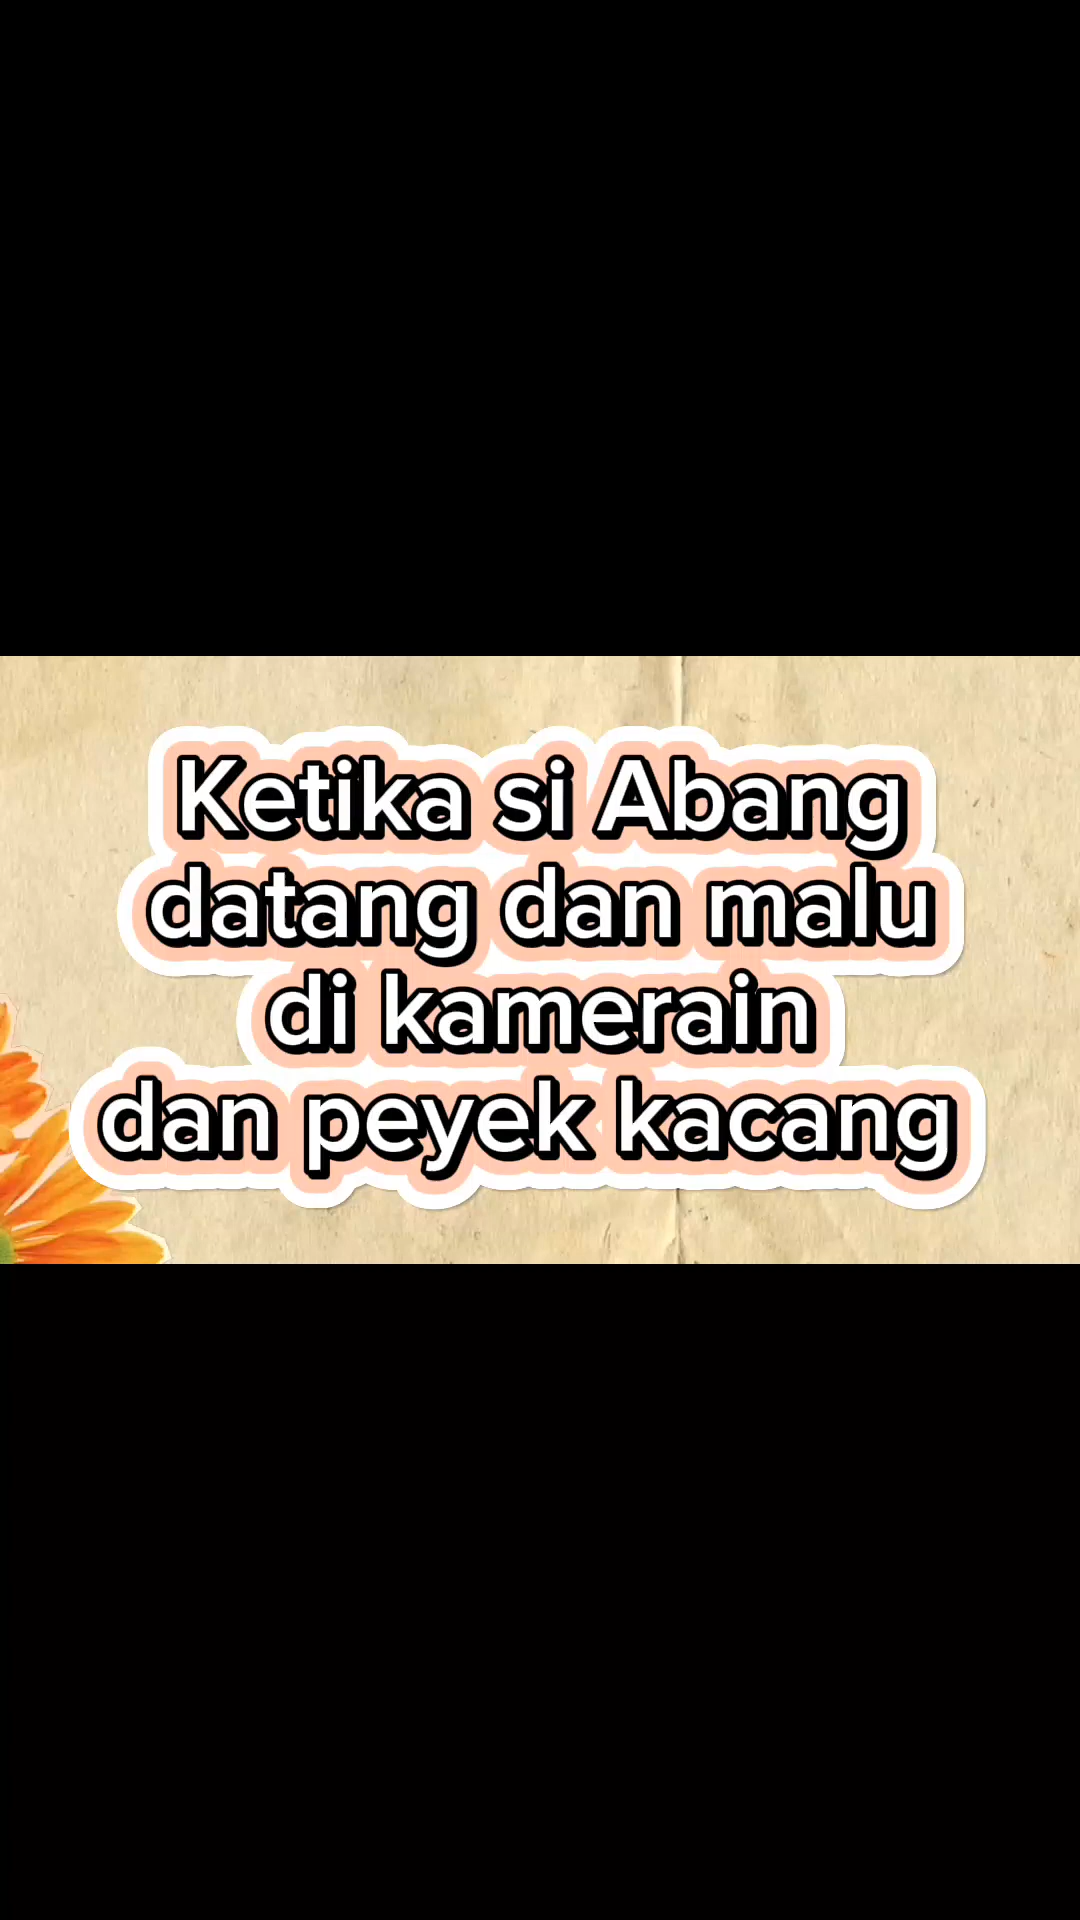 Ketika si Abang
datang dan malu
di kamerain
dan peyek kacang